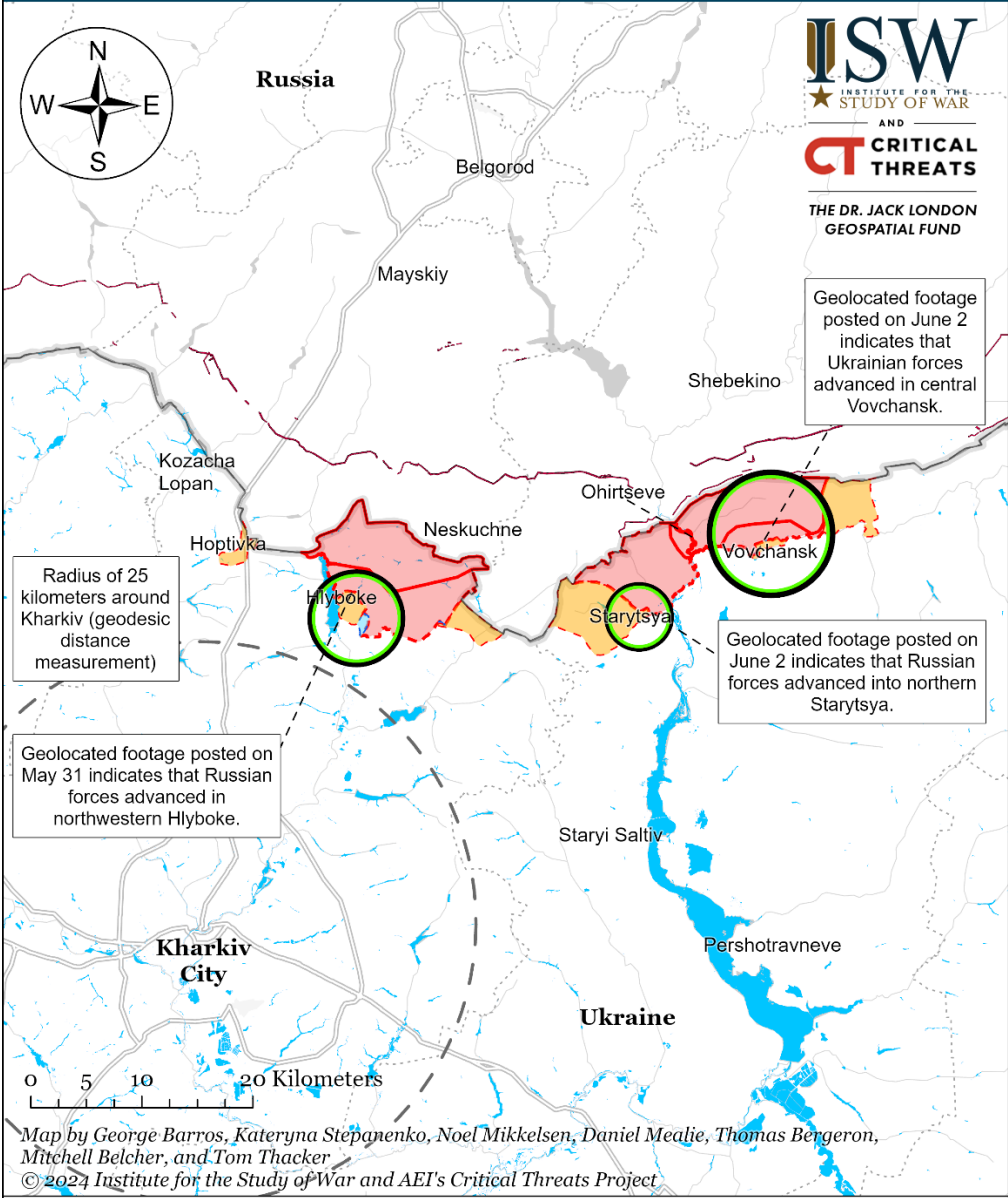 N
W
E
S
Russia
ISW
INSTITUTE FOR THE
STUDY OF WAR
AND
CT CRITICAL
THREATS
THE DR. JACK LONDON
GEOSPATIAL FUND
Belgorod
Mayskiy
Geolocated footage
posted on June 2
indicates that
Ukrainian forces
advanced in central
Vovchansk.
Shebekino
Kozacha
Lopan
Ohirtseve
Neskuchne
Hoptivka
Vovchansk
Radius of 25
kilometers around
Kharkiv (geodesic
distance
measurement)
Hlyboke
Starytsya
Geolocated footage posted on
June 2 indicates that Russian
forces advanced into northern
Starytsya.
Geolocated footage posted on
May 31 indicates that Russian
forces advanced in
northwestern Hlyboke.
Staryi Saltiv
Pershotravneve
Kharkiv
City
Ukraine
0 5 10 20 Kilometers
Map by George Barros, Kateryna Stepanenko, Noel Mikkelsen, Daniel Mealie, Thomas Bergeron,
Mitchell Belcher, and Tom Thacker
© 2024 Institute for the Study of War and AEI's Critical Threats Project